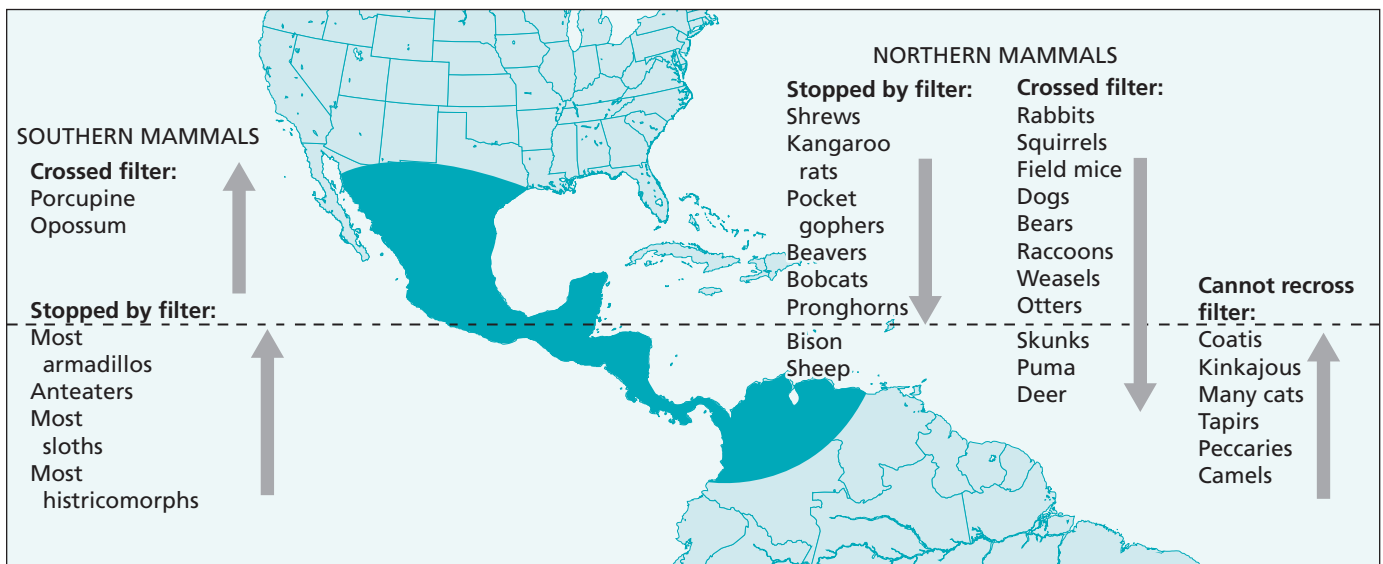 SOUTHERN MAMMALS
Crossed filter:
Porcupine
Opossum
Stopped by filter:
Most
armadillos
Anteaters
Most
sloths
Most
histricomorphs
NORTHERN MAMMALS
Stopped by filter:
Shrews
Kangaroo
rats
Pocket
gophers
Beavers
Bobcats
Pronghorns
Bison
Sheep
Crossed filter:
Rabbits
Squirrels
Field mice
Dogs
Bears
Raccoons
Weasels
Otters
Skunks
Puma
Deer
Cannot recross
filter:
Coatis
Kinkajous
Many cats
Tapirs
Peccaries
Camels